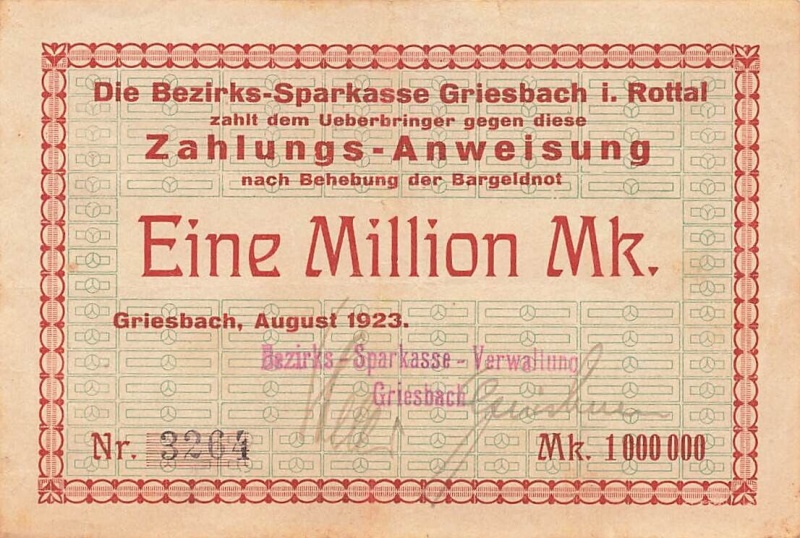 Die Bezirks-Sparkasse Griesbach i. Rottal
zahlt dem Ueberbringer gegen diese
Zahlungs-Anweisung
nach Behebung der Bargeldnot
Eine Million Mk.
Griesbach, August 1923.
Bezirks-Sparkasse-Verwaltung
Griesbach
Nr. 3264 Mk. 1000000